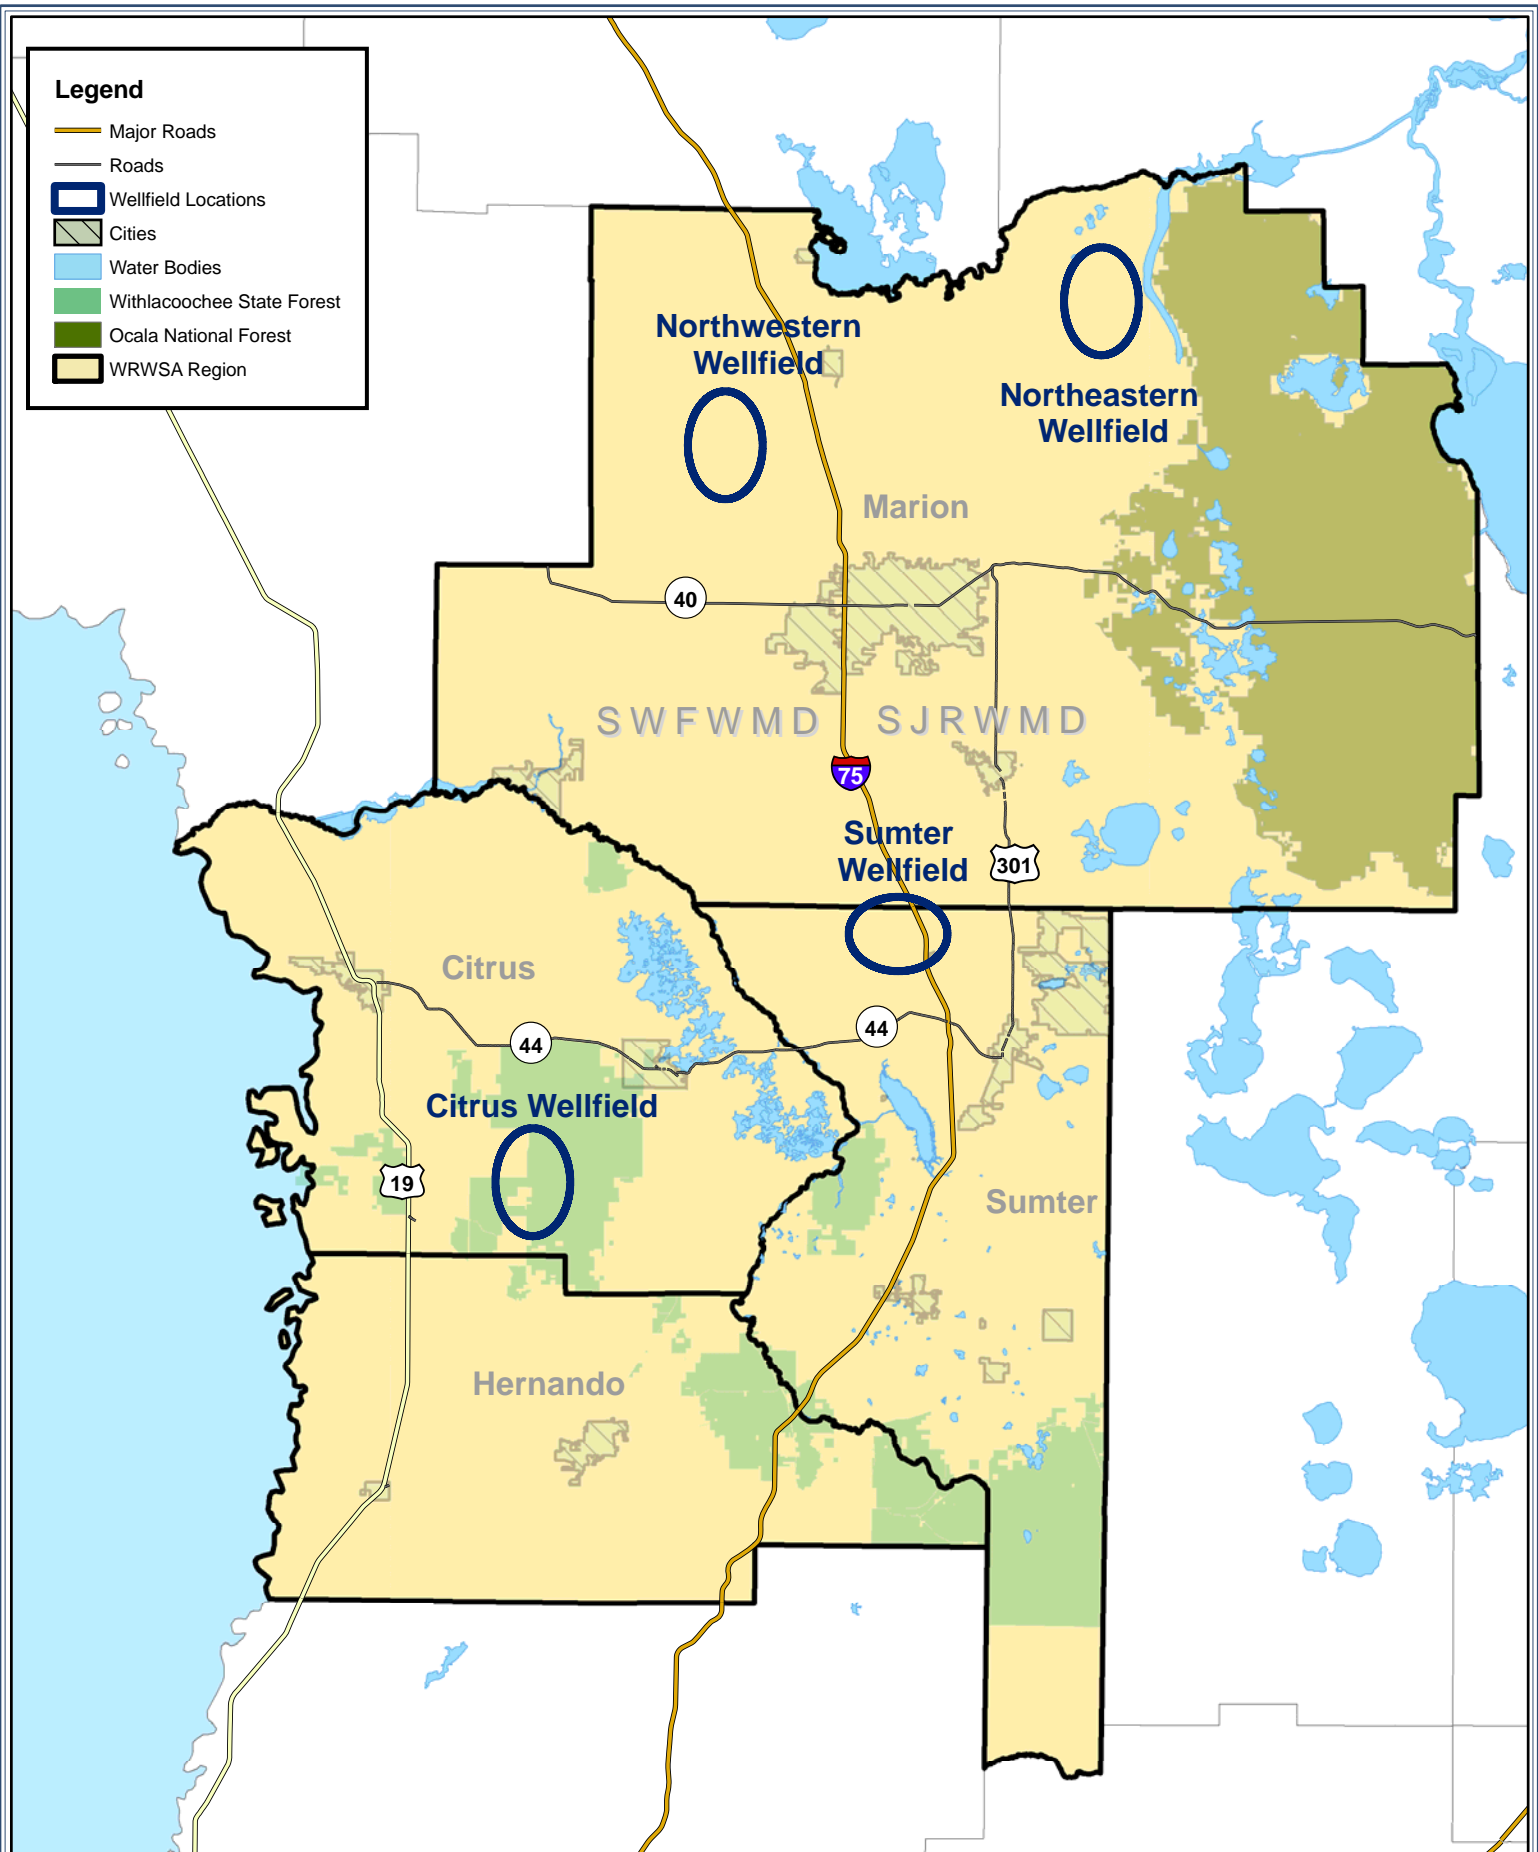 Legend
Major Roads
Roads
Wellfield Locations
Cities
Water Bodies
Withlacoochee State Forest
Ocala National Forest
WRWSA Region
Northwestern
Wellfield
Northeastern
Wellfield
Marion
40
SWFWMD
SJRWMD
75
Sumter
Wellfield
301
Citrus
44
44
Citrus Wellfield
19
Sumter
Hernando